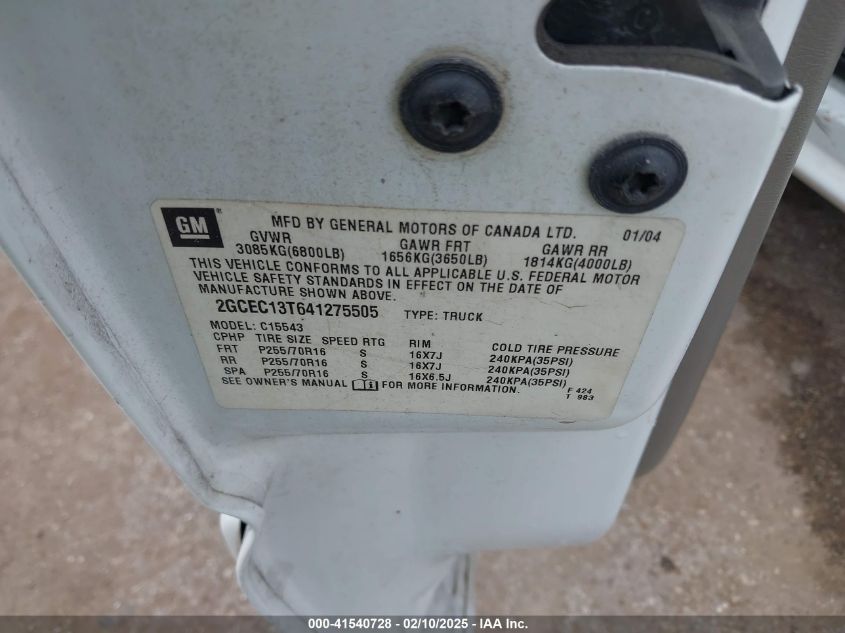 GM ® MFD BY GENERAL MOTORS OF CANADA LTD. 01/04
GVWR GAWR FRT GAWR RR
3085KG(6800LB) 1656KG(3650LB) 1814KG(4000LB)
THIS VEHICLE CONFORMS TO ALL APPLICABLE U.S. FEDERAL MOTOR
VEHICLE SAFETY STANDARDS IN EFFECT ON THE DATE OF
MANUFACTURE SHOWN ABOVE.
2GCEC13T641275505 TYPE: TRUCK
MODEL: C15543
CPHP TIRE SIZE SPEED RTG RIM COLD TIRE PRESSURE
FRT P255/70R16 S 16X7J 240KPA(35PSI)
RR P255/70R16 S 16X7J 240KPA(35PSI)
SPA P255/70R16 S 16X6.5J 240KPA(35PSI)
SEE OWNER'S MANUAL FOR MORE INFORMATION.
F 424
T 983
000-41540728 - 02/10/2025 - IAA Inc.